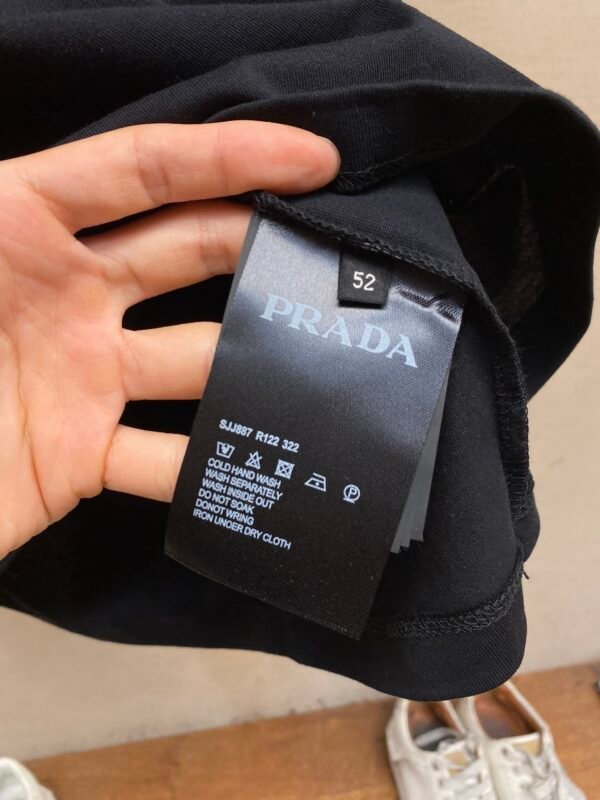 52
PRADA
SJJ887 R122 322
P
COLD HAND WASH
WASH SEPARATELY
WASH INSIDE OUT
DO NOT SOAK
DONOT WRING
IRON UNOER DRY CLOTH